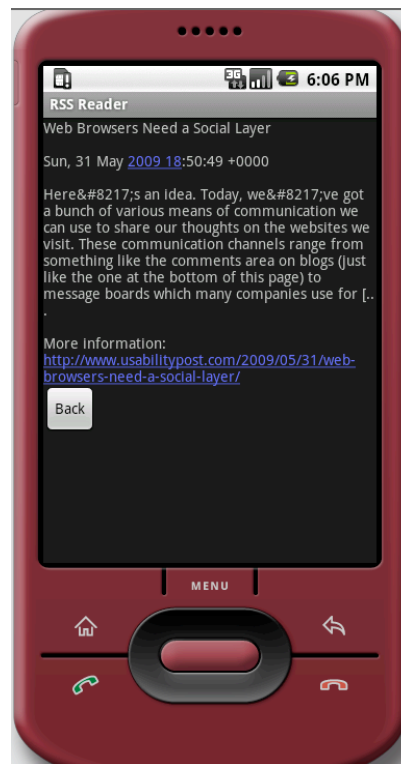 3G
6:06 PM
RSS Reader
Web Browsers Need a Social Layer
Sun, 31 May 2009 18:50:49 +0000
Here&#8217;s an idea. Today, we&#8217;ve got
a bunch of various means of communication we
can use to share our thoughts on the websites we
visit. These communication channels range from
something like the comments area on blogs (just
like the one at the bottom of this page) to
message boards which many companies use for [..
.
More information:
http://www.usabilitypost.com/2009/05/31/web-
browsers-need-a-social-layer/
Back
MENU